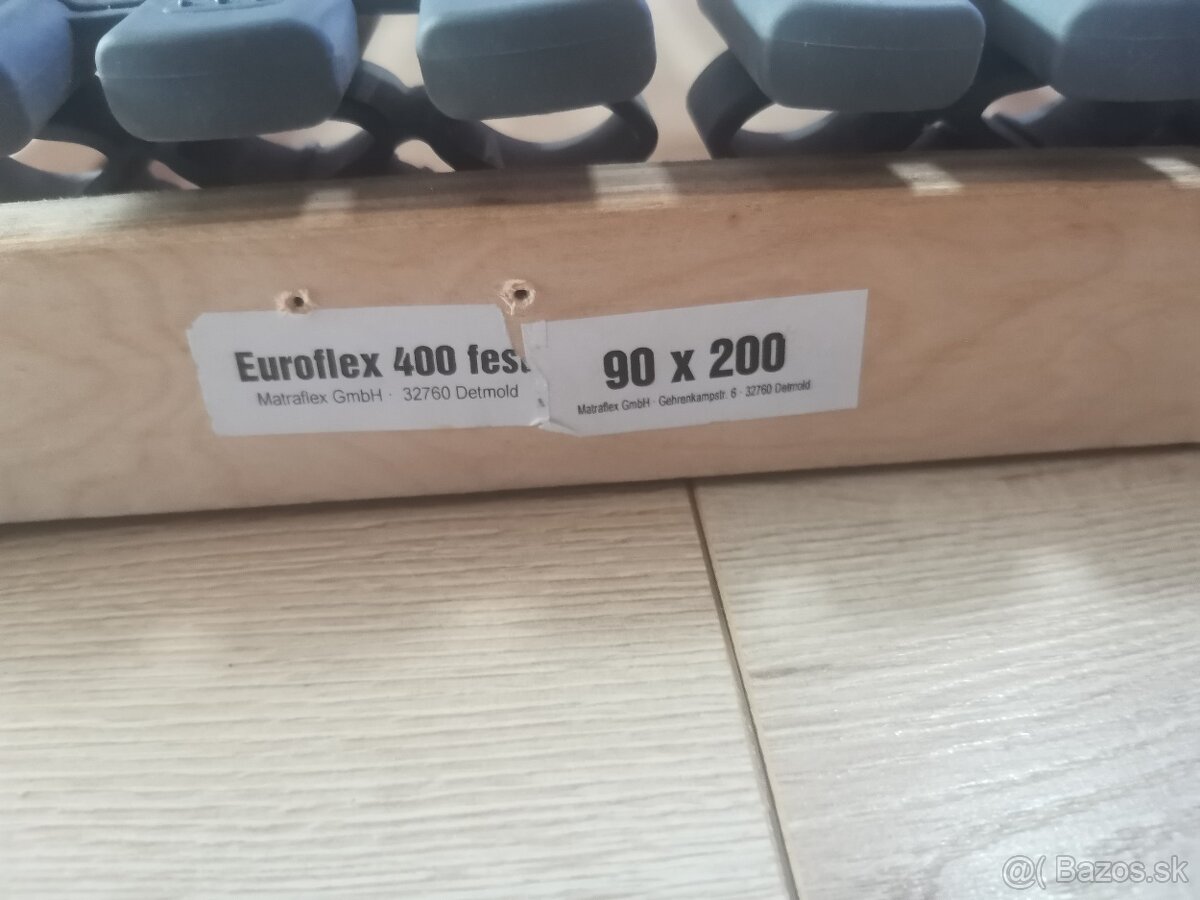 Euroflex 400 fest
Matraflex GmbH · 32760 Detmold
90 x 200
Matraflex GmbH · Gehrenkampstr. 6 · 32760 Detmold
@( Bazos.sk